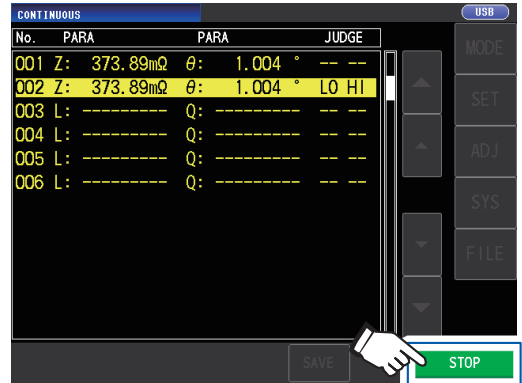 CONTINUOUS USB
No. PARA PARA JUDGE
001 Z: 373.89mΩ θ: 1.004 ° -- --
002 Z: 373.89mΩ θ: 1.004 ° LO HI
003 L: --------- Q: --------- -- --
004 L: --------- Q: --------- -- --
005 L: --------- Q: --------- -- --
006 L: --------- Q: --------- -- --
MODE
SET
ADJ
SYS
FILE
SAVE
STOP